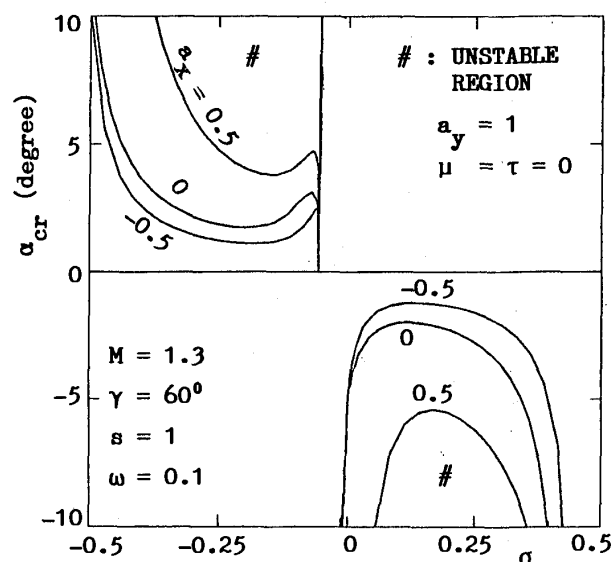 10
# # : UNSTABLE
REGION
a_x = 0.5
a_y = 1
μ = τ = 0
5
α_cr (degree)
0
-0.5
0
-0.5
M = 1.3
0
γ = 60⁰
0.5
-5
s = 1
ω = 0.1
#
-10
-0.5 -0.25 0 0.25 0.5
σ